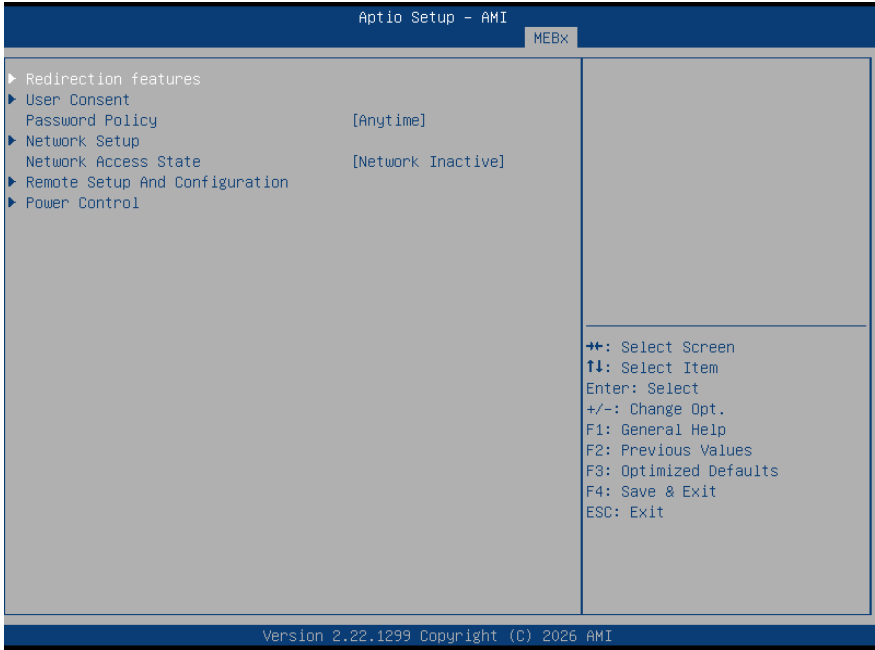 Aptio Setup - AMI
MEBx
▶ Redirection features
▶ User Consent
Password Policy [Anytime]
▶ Network Setup
Network Access State [Network Inactive]
▶ Remote Setup And Configuration
▶ Power Control
→←: Select Screen
↑↓: Select Item
Enter: Select
+/-: Change Opt.
F1: General Help
F2: Previous Values
F3: Optimized Defaults
F4: Save & Exit
ESC: Exit
Version 2.22.1299 Copyright (C) 2026 AMI